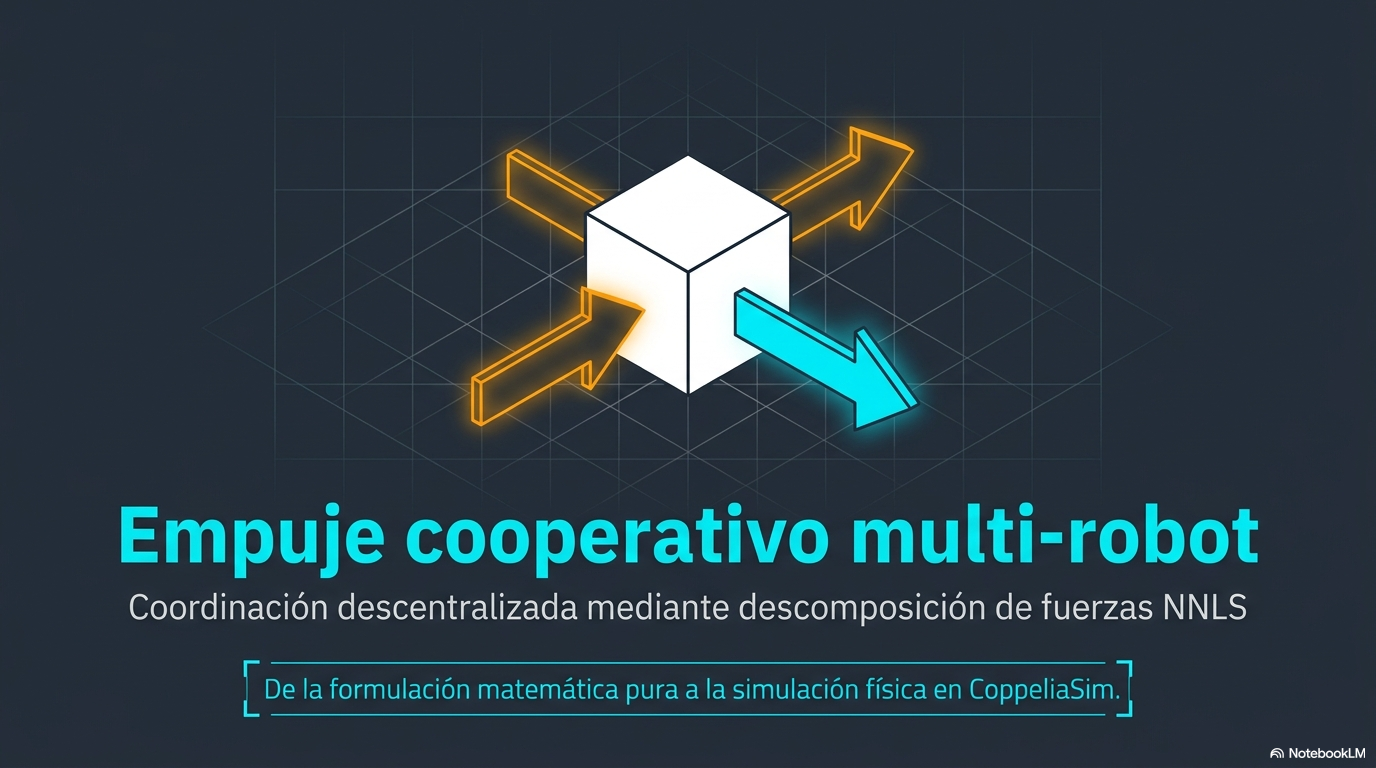 Empuje cooperativo multi-robot
Coordinación descentralizada mediante descomposición de fuerzas NNLS
De la formulación matemática pura a la simulación física en CoppeliaSim.
NotebookLM